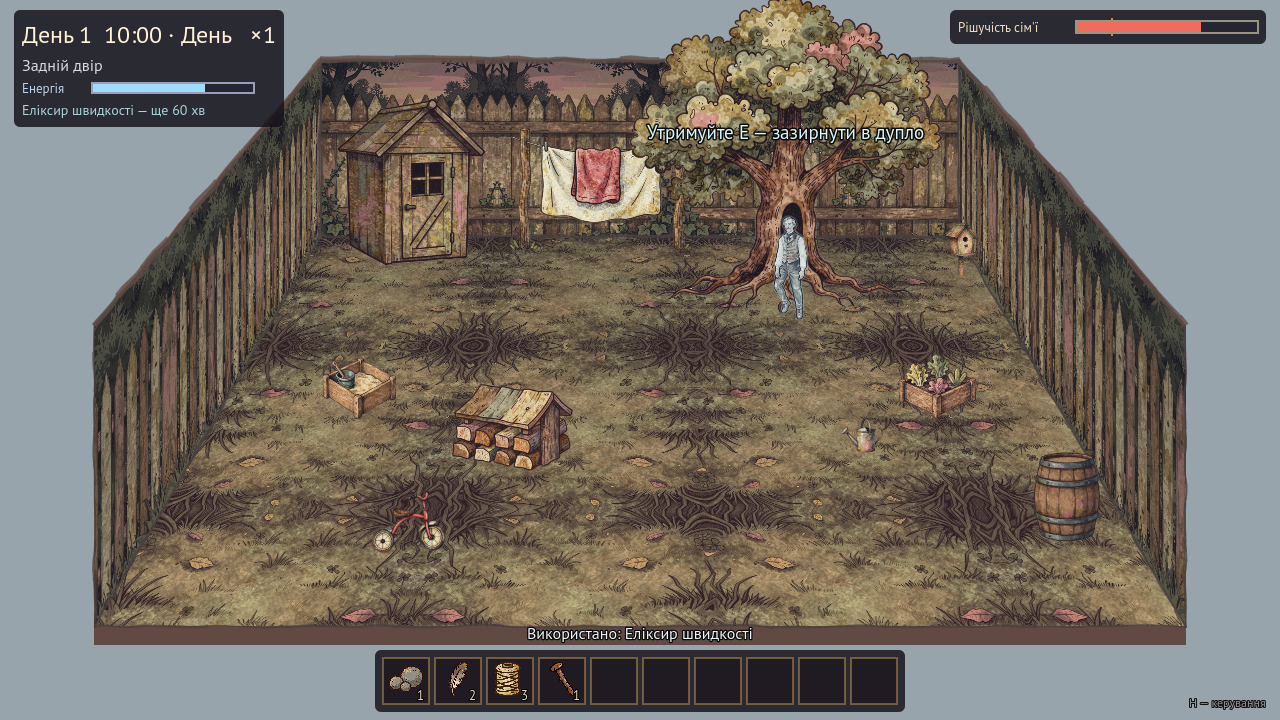 День 1 10:00 · День ×1
Задній двір
Енергія
Еліксир швидкості — ще 60 хв
Рішучість сім'ї
Утримуйте E — зазирнути в дупло
Використано: Еліксир швидкості
1
2
3
1
H — керування